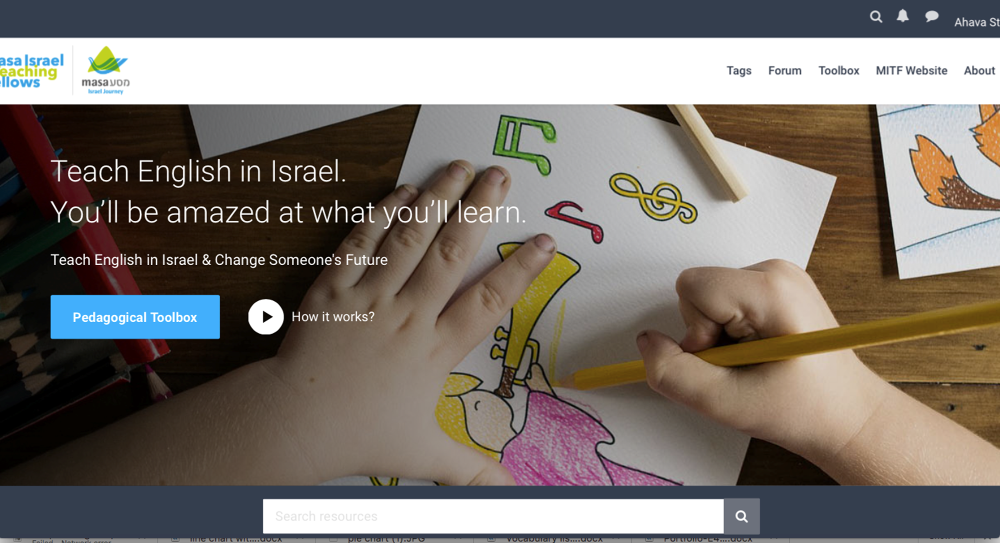 Ahava St
asa Israel
eaching
llows
masaמסע
Israel Journey
Tags Forum Toolbox MITF Website About
Teach English in Israel.
You'll be amazed at what you'll learn.
Teach English in Israel & Change Someone's Future
Pedagogical Toolbox
How it works?
Search resources
Failed - Network error
line chart wit....docx
pie chart (1).JPG
vocabulary lis....docx
Portfolio-E4....docx